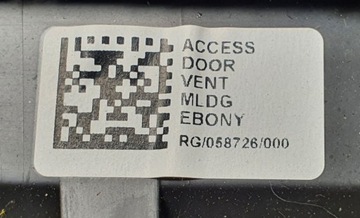 ACCESS
DOOR
VENT
MLDG
EBONY
RG/058726/000